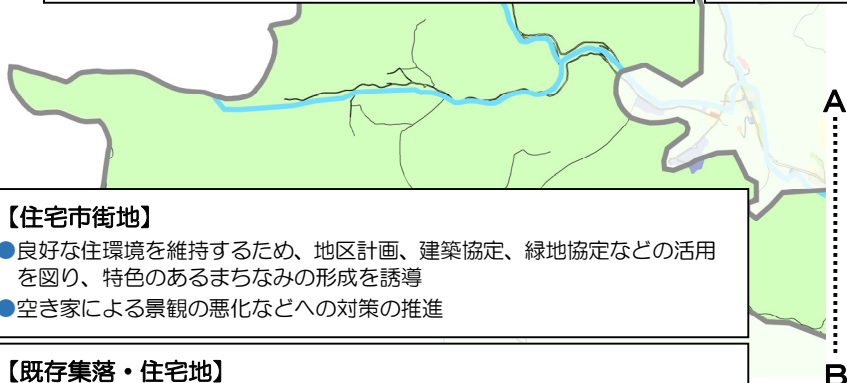 A
【住宅市街地】
●良好な住環境を維持するため、地区計画、建築協定、緑地協定などの活用
を図り、特色のあるまちなみの形成を誘導
●空き家による景観の悪化などへの対策の推進
【既存集落・住宅地】
B